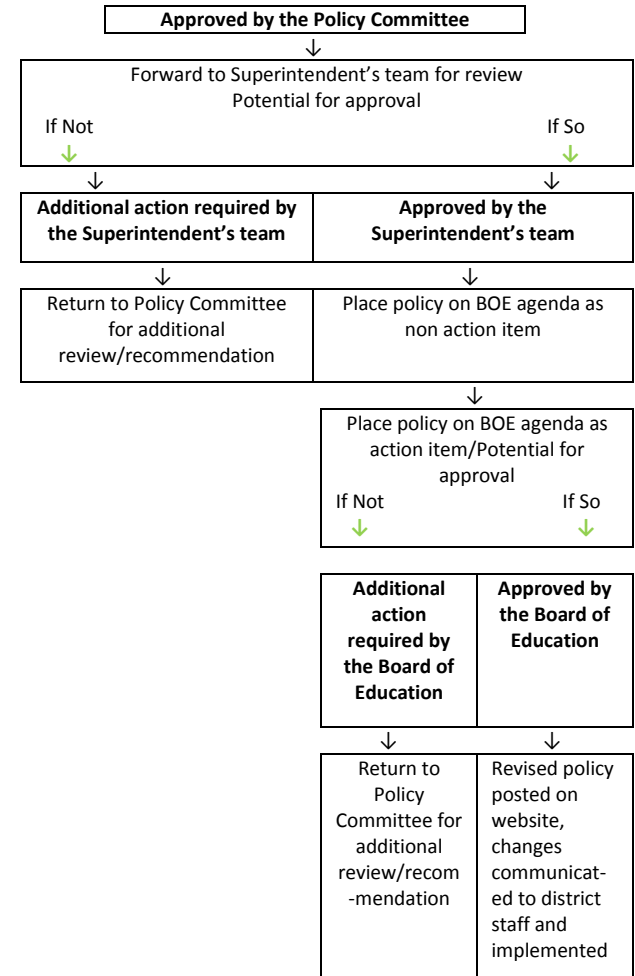 Approved by the Policy Committee
↓
Forward to Superintendent’s team for review
Potential for approval
If Not If So
↓ ↓
↓ ↓
Additional action required by
the Superintendent’s team
Approved by the
Superintendent’s team
↓ ↓
Return to Policy Committee
for additional
review/recommendation
Place policy on BOE agenda as
non action item
↓
Place policy on BOE agenda as
action item/Potential for
approval
If Not If So
↓ ↓
Additional
action
required by
the Board of
Education
Approved by
the Board of
Education
↓ ↓
Return to
Policy
Committee for
additional
review/recom
-mendation
Revised policy
posted on
website,
changes
communicat-
ed to district
staff and
implemented